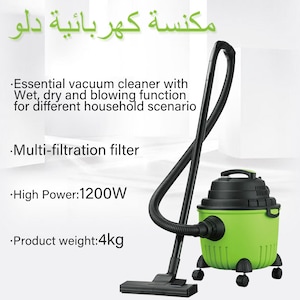 مكنسة كهربائية دلو
·Essential vacuum cleaner with
Wet, dry and blowing function
for different household scenario
·Multi-filtration filter
·High Power:1200W
·Product weight:4kg